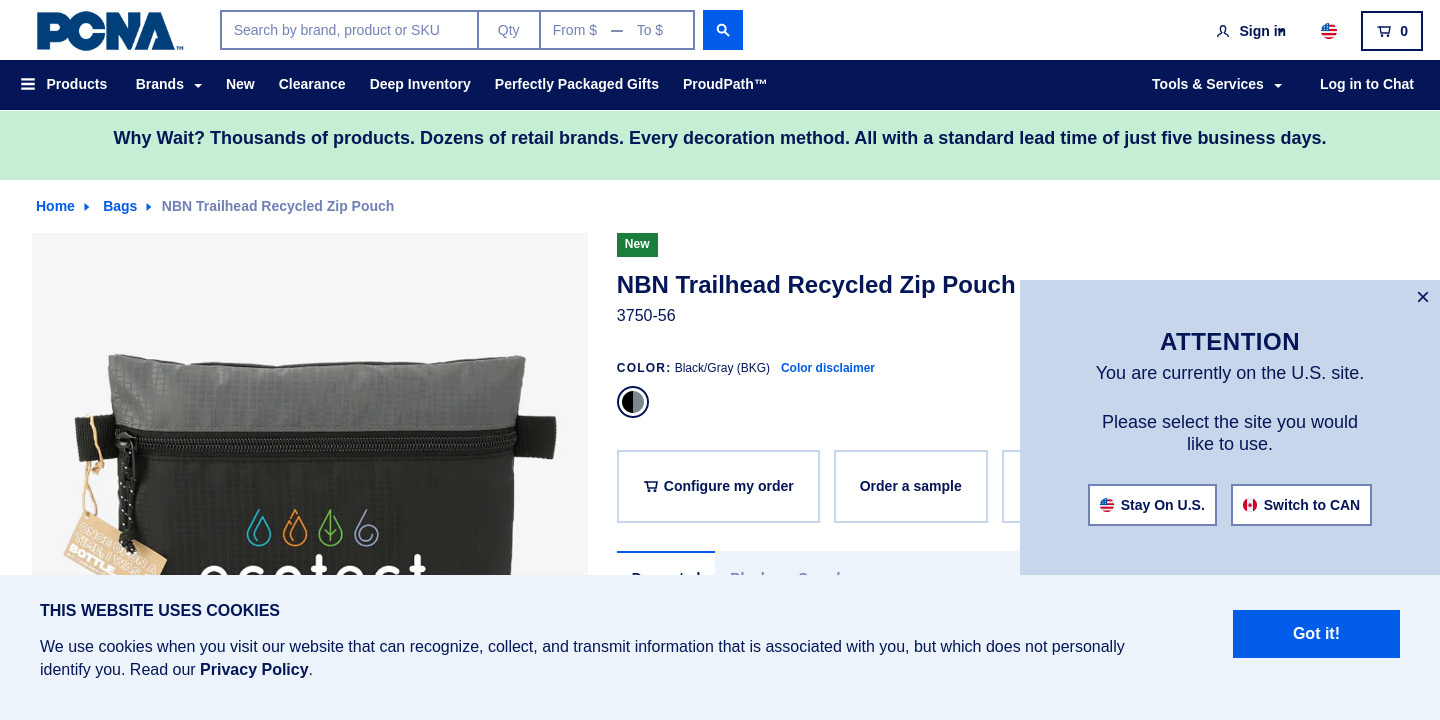 PCNA™
Search by brand, product or SKU
Qty
From $ — To $
Sign in
0
Products
Brands
New
Clearance
Deep Inventory
Perfectly Packaged Gifts
ProudPath™
Tools & Services
Log in to Chat
Why Wait? Thousands of products. Dozens of retail brands. Every decoration method. All with a standard lead time of just five business days.
Home
Bags
NBN Trailhead Recycled Zip Pouch
New
NBN Trailhead Recycled Zip Pouch
3750-56
COLOR: Black/Gray (BKG) Color disclaimer
Configure my order
Order a sample
×
ATTENTION
You are currently on the U.S. site.
Please select the site you would
like to use.
Stay On U.S.
Switch to CAN
BOTTLE
ecotect
THIS WEBSITE USES COOKIES
We use cookies when you visit our website that can recognize, collect, and transmit information that is associated with you, but which does not personally
identify you. Read our Privacy Policy.
Got it!